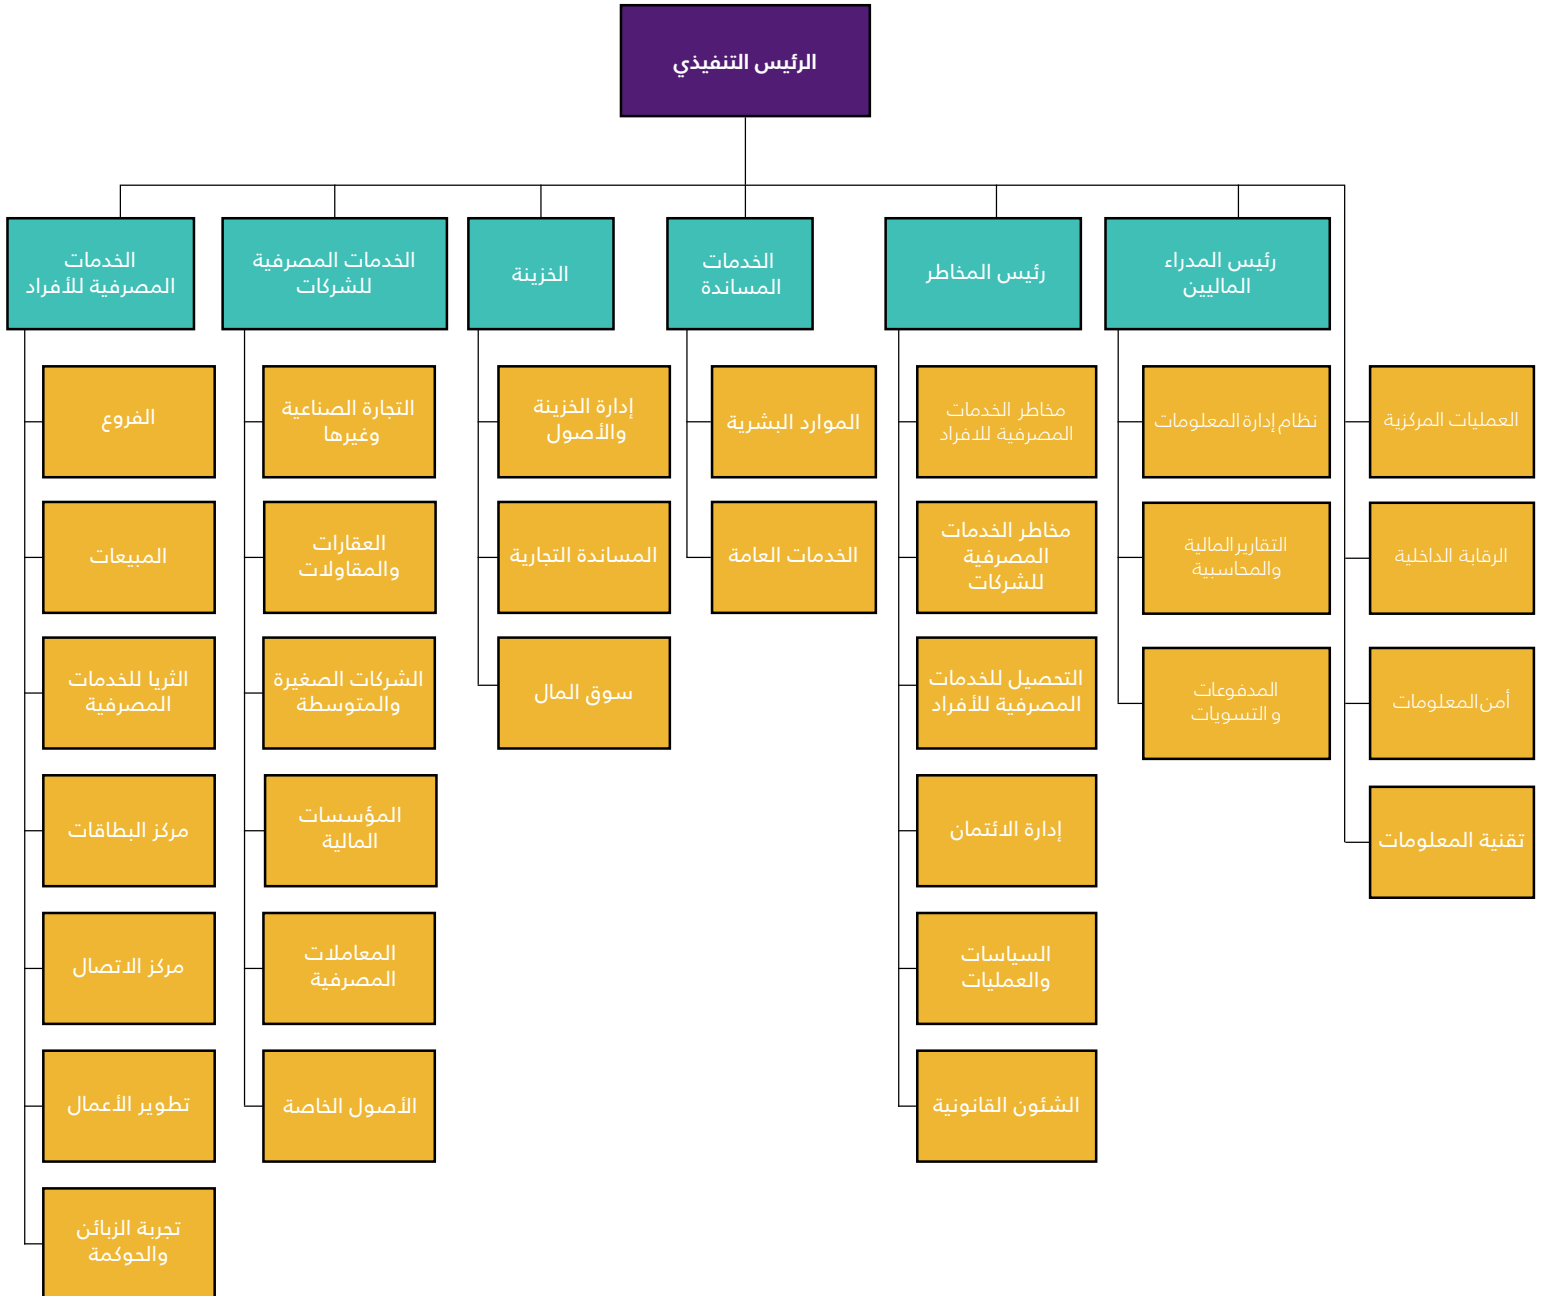 الرئيس التنفيذي
رئيس المدراء
الماليين
رئيس المخاطر
الخدمات
المساندة
الخزينة
الخدمات المصرفية
للشركات
الخدمات
المصرفية للأفراد
العمليات المركزية
الرقابة الداخلية
أمن المعلومات
تقنية المعلومات
نظام إدارة المعلومات
التقارير المالية
والمحاسبية
المدفوعات
و التسويات
مخاطر الخدمات
المصرفية للافراد
مخاطر الخدمات
المصرفية
للشركات
التحصيل للخدمات
المصرفية للأفراد
إدارة الائتمان
السياسات
والعمليات
الشئون القانونية
الموارد البشرية
الخدمات العامة
إدارة الخزينة
والأصول
المساندة التجارية
سوق المال
التجارة الصناعية
وغيرها
العقارات
والمقاولات
الشركات الصغيرة
والمتوسطة
المؤسسات
المالية
المعاملات
المصرفية
الأصول الخاصة
الفروع
المبيعات
الثريا للخدمات
المصرفية
مركز البطاقات
مركز الاتصال
تطوير الأعمال
تجربة الزبائن
والحوكمة